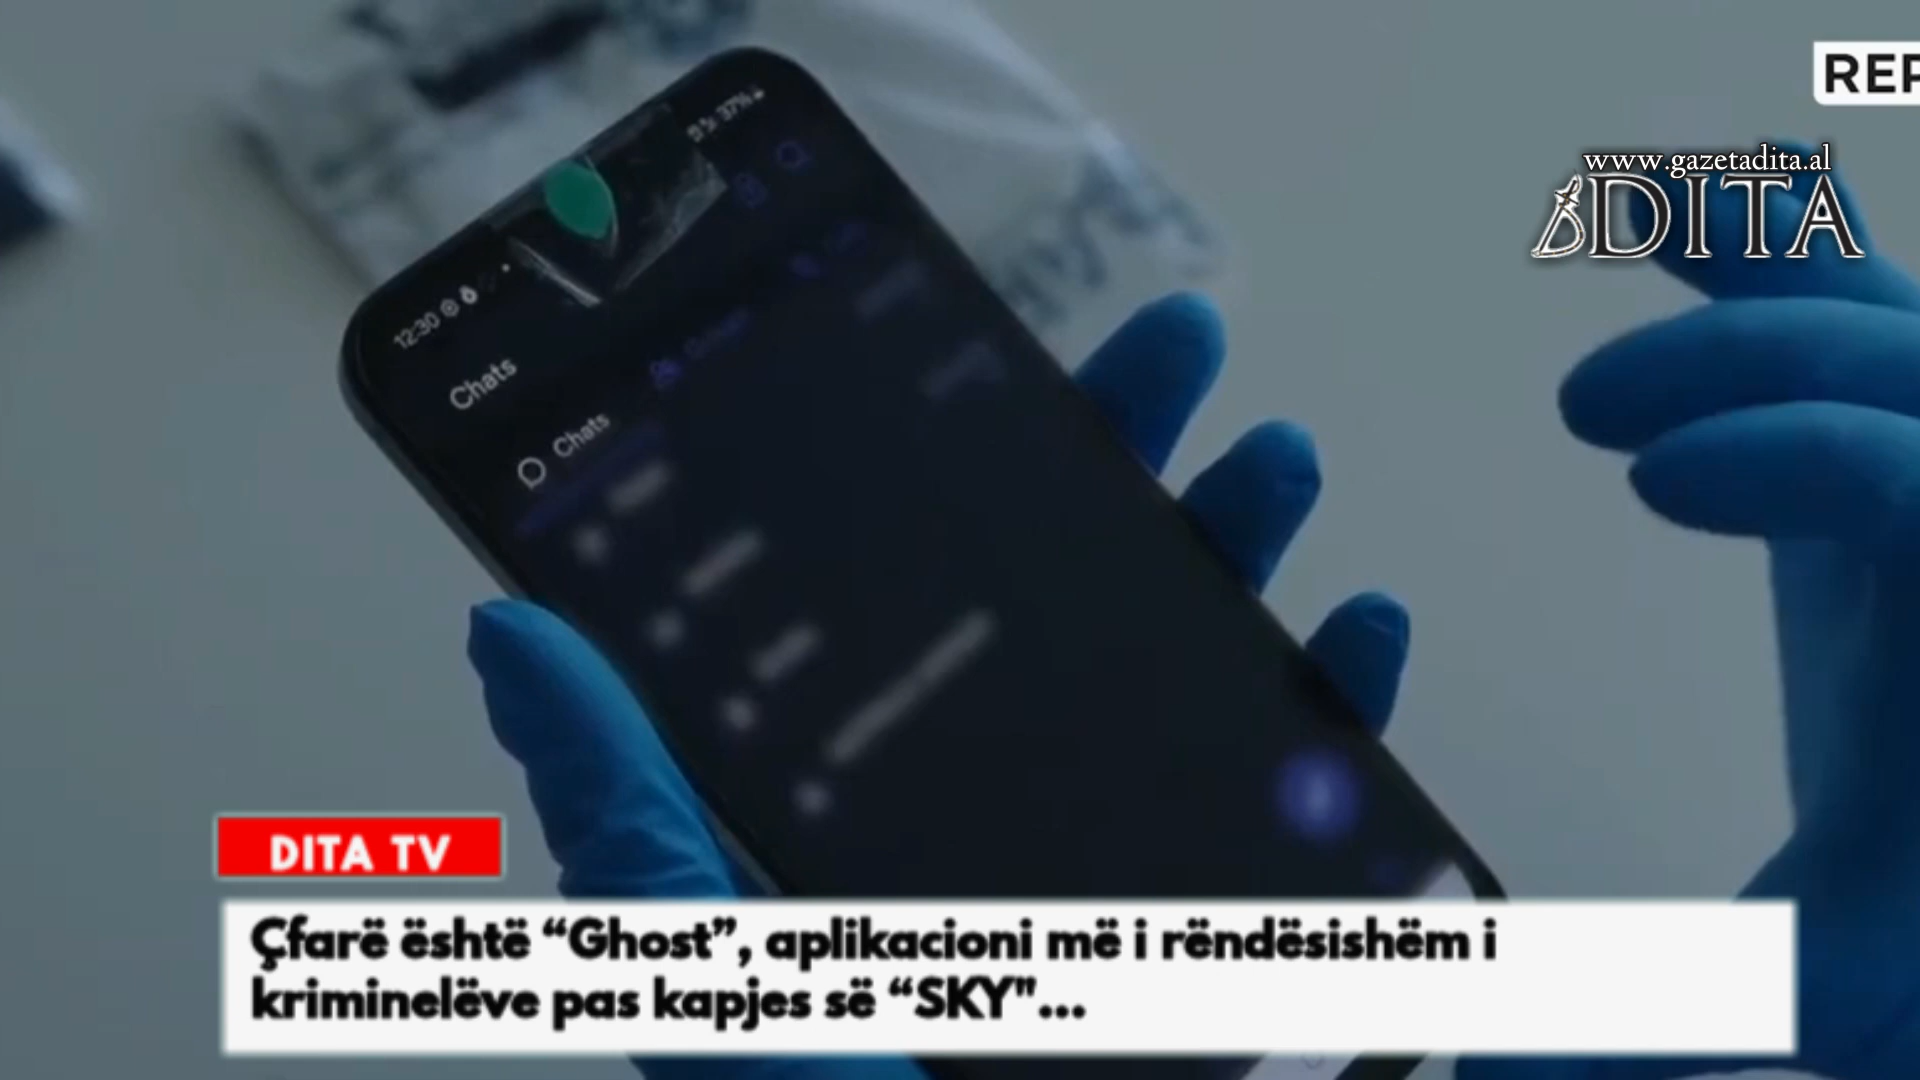 REP
www.gazetadita.al
DITA
37%
12:30
Chats
Chats
DITA TV
Çfarë është “Ghost”, aplikacioni më i rëndësishëm i
kriminelëve pas kapjes së “SKY"...